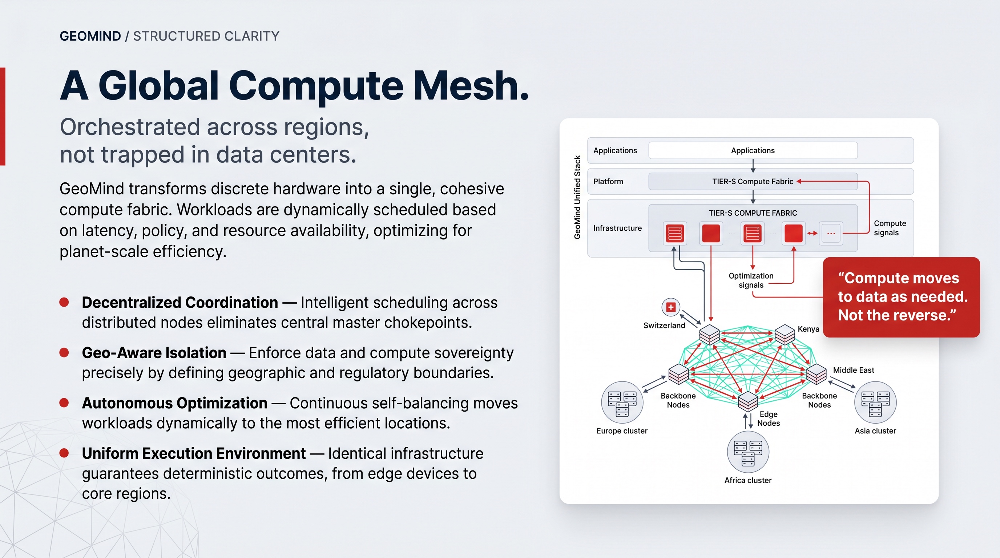 GEOMIND / STRUCTURED CLARITY
A Global Compute Mesh.
Orchestrated across regions,
not trapped in data centers.
GeoMind transforms discrete hardware into a single, cohesive
compute fabric. Workloads are dynamically scheduled based
on latency, policy, and resource availability, optimizing for
planet-scale efficiency.
Decentralized Coordination — Intelligent scheduling across
distributed nodes eliminates central master chokepoints.
Geo-Aware Isolation — Enforce data and compute sovereignty
precisely by defining geographic and regulatory boundaries.
Autonomous Optimization — Continuous self-balancing moves
workloads dynamically to the most efficient locations.
Uniform Execution Environment — Identical infrastructure
guarantees deterministic outcomes, from edge devices to
core regions.
GeoMind Unified Stack
Applications
Applications
Platform
TIER-S Compute Fabric
Infrastructure
TIER-S COMPUTE FABRIC
...
Compute
signals
Optimization
signals
“Compute moves
to data as needed.
Not the reverse.”
Switzerland
Kenya
Middle East
Backbone
Nodes
Backbone
Nodes
Edge
Nodes
Europe cluster
Asia cluster
Africa cluster